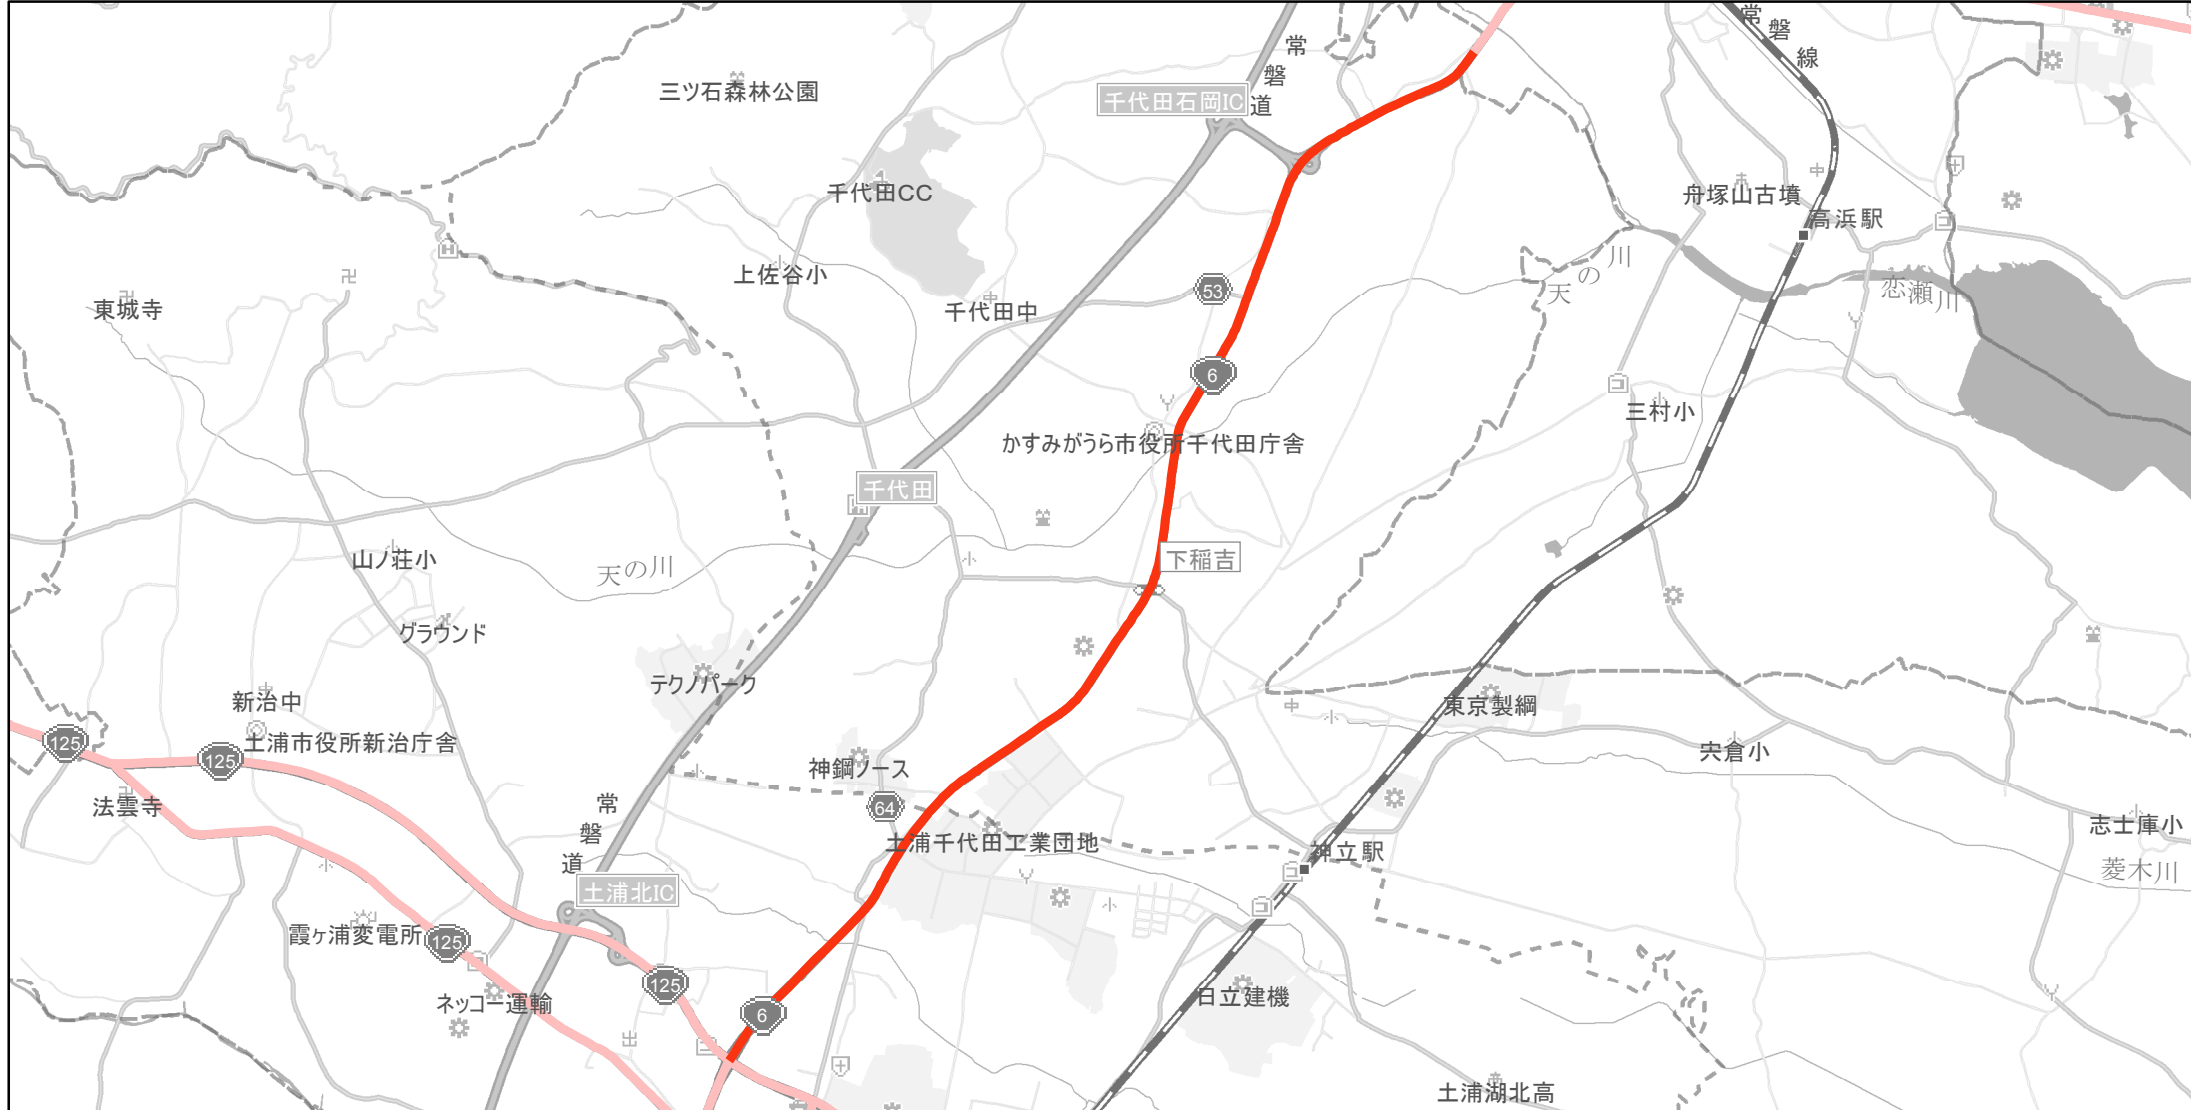 常磐線
常磐道
三ツ石森林公園
千代田石岡IC
千代田CC
舟塚山古墳
高浜駅
上佐谷小
天の川
恋瀬川
53
東城寺
千代田中
6
三村小
かすみがうら市役所千代田庁舎
千代田
山ノ荘小
天の川
下稲吉
グラウンド
テクノパーク
新治中
東京製綱
125
土浦市役所新治庁舎
125
宍倉小
神鋼ノース
法雲寺
常磐道
64
土浦千代田工業団地
神立駅
志士庫小
菱木川
土浦北IC
霞ヶ浦変電所
125
125
ネッコー運輸
日立建機
6
土浦湖北高